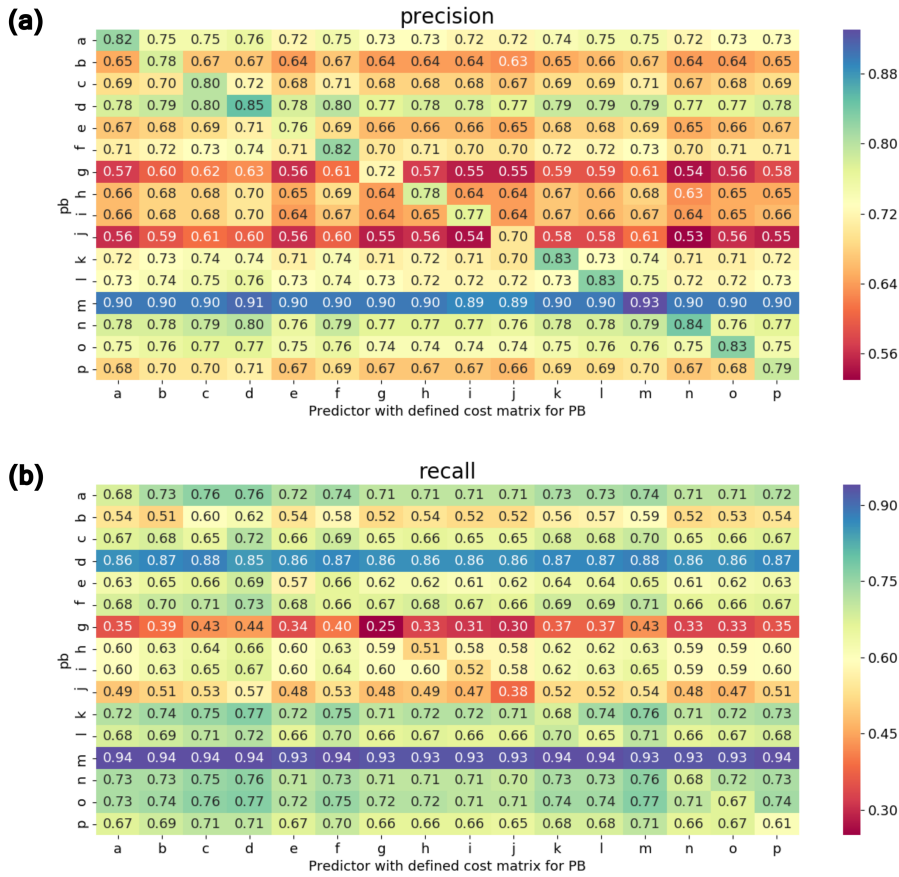 (a)
precision
a 0.82 0.75 0.75 0.76 0.72 0.75 0.73 0.73 0.72 0.72 0.74 0.75 0.75 0.72 0.73 0.73
b 0.65 0.78 0.67 0.67 0.64 0.67 0.64 0.64 0.64 0.63 0.65 0.66 0.67 0.64 0.64 0.65
c 0.69 0.70 0.80 0.72 0.68 0.71 0.68 0.68 0.68 0.67 0.69 0.69 0.71 0.67 0.68 0.69
d 0.78 0.79 0.80 0.85 0.78 0.80 0.77 0.78 0.78 0.77 0.79 0.79 0.79 0.77 0.77 0.78
e 0.67 0.68 0.69 0.71 0.76 0.69 0.66 0.66 0.66 0.65 0.68 0.67 0.69 0.65 0.66 0.67
f 0.71 0.72 0.73 0.74 0.71 0.82 0.70 0.71 0.70 0.70 0.72 0.72 0.73 0.70 0.71 0.71
g 0.57 0.60 0.62 0.63 0.56 0.61 0.72 0.57 0.55 0.55 0.59 0.59 0.61 0.54 0.56 0.58
h 0.66 0.68 0.68 0.70 0.65 0.69 0.64 0.78 0.64 0.64 0.67 0.66 0.68 0.63 0.65 0.65
i 0.66 0.68 0.68 0.70 0.64 0.67 0.64 0.65 0.77 0.64 0.67 0.66 0.67 0.64 0.65 0.66
j 0.56 0.59 0.61 0.60 0.56 0.60 0.55 0.56 0.54 0.70 0.58 0.58 0.61 0.53 0.56 0.55
k 0.72 0.73 0.74 0.74 0.71 0.74 0.71 0.72 0.71 0.70 0.83 0.73 0.74 0.71 0.71 0.72
l 0.73 0.74 0.75 0.76 0.73 0.74 0.73 0.72 0.72 0.72 0.73 0.83 0.75 0.72 0.72 0.73
m 0.90 0.90 0.90 0.91 0.90 0.90 0.90 0.90 0.89 0.89 0.90 0.90 0.93 0.90 0.90 0.90
n 0.78 0.78 0.79 0.80 0.76 0.79 0.77 0.77 0.77 0.76 0.78 0.78 0.79 0.84 0.76 0.77
o 0.75 0.76 0.77 0.77 0.75 0.76 0.74 0.74 0.74 0.74 0.75 0.76 0.76 0.75 0.83 0.75
p 0.68 0.70 0.70 0.71 0.67 0.69 0.67 0.67 0.67 0.66 0.69 0.69 0.70 0.67 0.68 0.79
pb
a b c d e f g h i j k l m n o p
Predictor with defined cost matrix for PB
0.88
0.80
0.72
0.64
0.56
(b)
recall
a 0.68 0.73 0.76 0.76 0.72 0.74 0.71 0.71 0.71 0.71 0.73 0.73 0.74 0.71 0.71 0.72
b 0.54 0.51 0.60 0.62 0.54 0.58 0.52 0.54 0.52 0.52 0.56 0.57 0.59 0.52 0.53 0.54
c 0.67 0.68 0.65 0.72 0.66 0.69 0.65 0.66 0.65 0.65 0.68 0.68 0.70 0.65 0.66 0.67
d 0.86 0.87 0.88 0.85 0.86 0.87 0.86 0.86 0.86 0.86 0.87 0.87 0.88 0.86 0.86 0.87
e 0.63 0.65 0.66 0.69 0.57 0.66 0.62 0.62 0.61 0.62 0.64 0.64 0.65 0.61 0.62 0.63
f 0.68 0.70 0.71 0.73 0.68 0.66 0.67 0.68 0.67 0.66 0.69 0.69 0.71 0.66 0.66 0.67
g 0.35 0.39 0.43 0.44 0.34 0.40 0.25 0.33 0.31 0.30 0.37 0.37 0.43 0.33 0.33 0.35
h 0.60 0.63 0.64 0.66 0.60 0.63 0.59 0.51 0.58 0.58 0.62 0.62 0.63 0.59 0.59 0.60
i 0.60 0.63 0.65 0.67 0.60 0.64 0.60 0.60 0.52 0.58 0.62 0.63 0.65 0.59 0.59 0.60
j 0.49 0.51 0.53 0.57 0.48 0.53 0.48 0.49 0.47 0.38 0.52 0.52 0.54 0.48 0.47 0.51
k 0.72 0.74 0.75 0.77 0.72 0.75 0.71 0.72 0.72 0.71 0.68 0.74 0.76 0.71 0.72 0.73
l 0.68 0.69 0.71 0.72 0.66 0.70 0.67 0.66 0.66 0.66 0.70 0.65 0.71 0.66 0.67 0.68
m 0.94 0.94 0.94 0.94 0.93 0.94 0.93 0.93 0.93 0.93 0.94 0.94 0.93 0.93 0.93 0.94
n 0.73 0.73 0.75 0.76 0.71 0.73 0.71 0.71 0.71 0.70 0.73 0.73 0.76 0.68 0.72 0.73
o 0.73 0.74 0.76 0.77 0.72 0.75 0.72 0.72 0.71 0.71 0.74 0.74 0.77 0.71 0.67 0.74
p 0.67 0.69 0.71 0.71 0.67 0.70 0.66 0.66 0.66 0.65 0.68 0.68 0.71 0.66 0.67 0.61
pb
a b c d e f g h i j k l m n o p
Predictor with defined cost matrix for PB
0.90
0.75
0.60
0.45
0.30